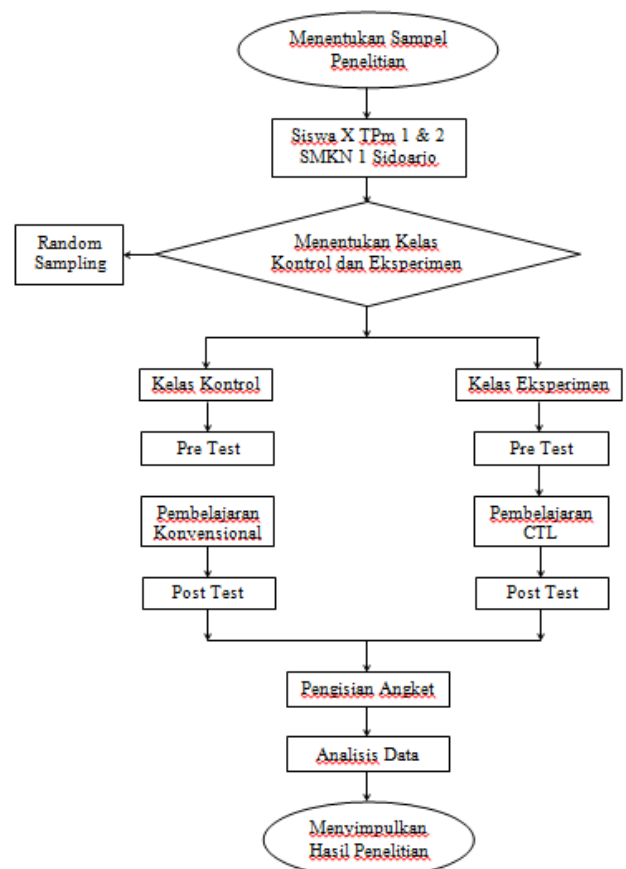 Menentukan Sampel
Penelitian
Siswa X TPm 1 & 2
SMKN 1 Sidoarjo
Random
Sampling
Menentukan Kelas
Kontrol dan Eksperimen
Kelas Kontrol
Kelas Eksperimen
Pre Test
Pre Test
Pembelajaran
Konvensional
Pembelajaran
CTL
Post Test
Post Test
Pengisian Angket
Analisis Data
Menyimpulkan
Hasil Penelitian